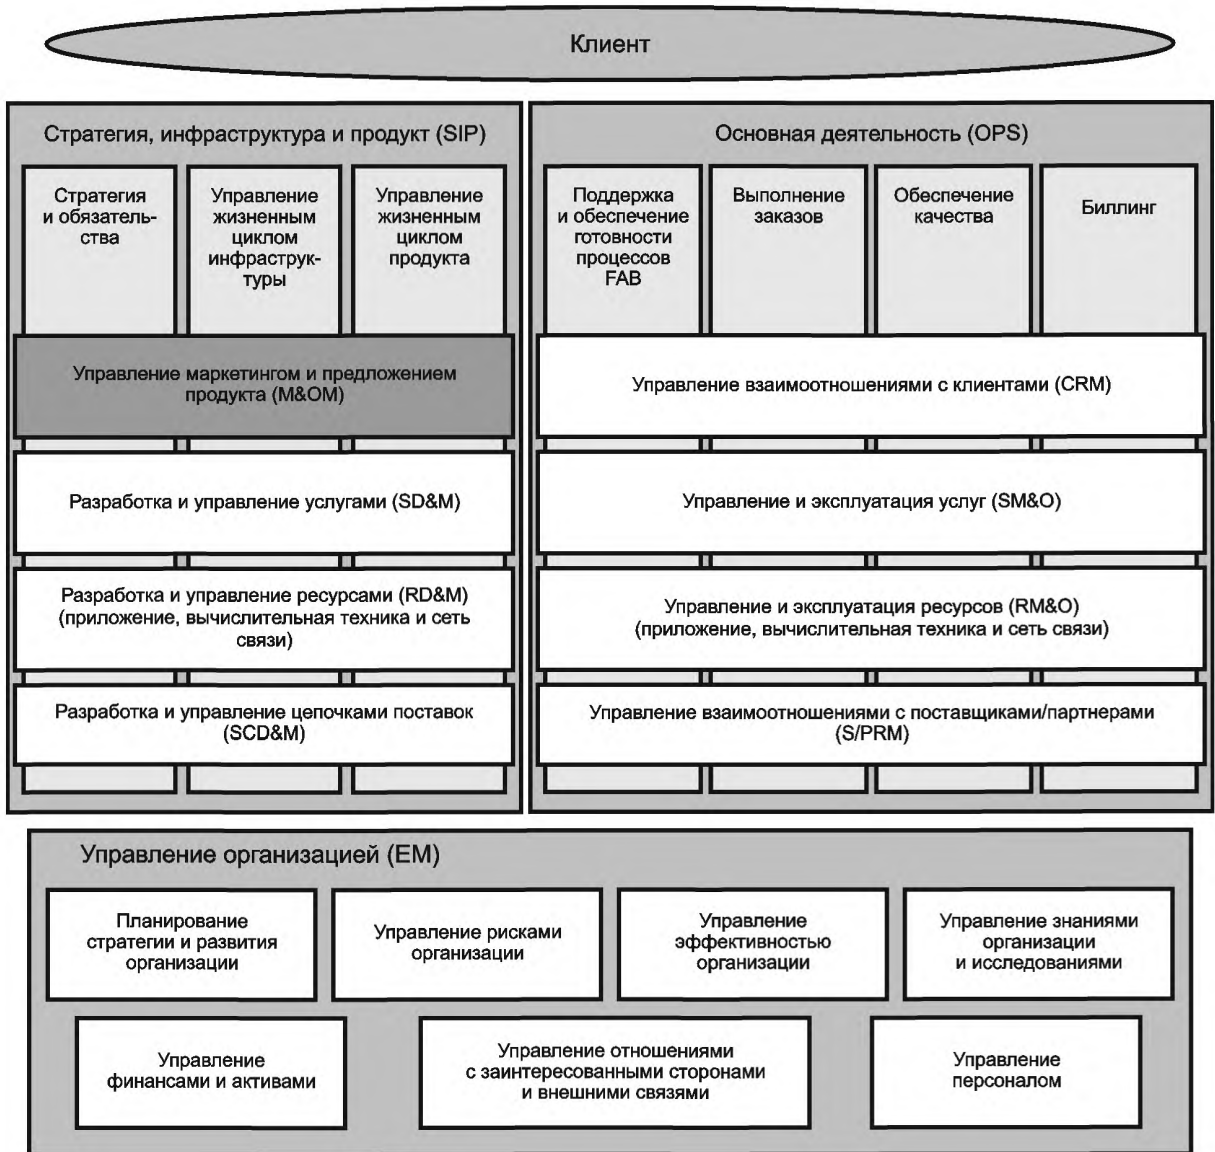 Клиент
Стратегия, инфраструктура и продукт (SIP)
Стратегия
и обязатель-
ства
Управление
жизненным
циклом
инфраструк-
туры
Управление
жизненным
циклом
продукта
Управление маркетингом и предложением
продукта (M&OM)
Разработка и управление услугами (SD&M)
Разработка и управление ресурсами (RD&M)
(приложение, вычислительная техника и сеть
связи)
Разработка и управление цепочками поставок
(SCD&M)
Основная деятельность (OPS)
Поддержка
и обеспечение
готовности
процессов
FAB
Выполнение
заказов
Обеспечение
качества
Биллинг
Управление взаимоотношениями с клиентами (CRM)
Управление и эксплуатация услуг (SM&O)
Управление и эксплуатация ресурсов (RM&O)
(приложение, вычислительная техника и сеть связи)
Управление взаимоотношениями с поставщиками/партнерами
(S/PRM)
Управление организацией (EM)
Планирование
стратегии и развития
организации
Управление рисками
организации
Управление
эффективностью
организации
Управление знаниями
организации
и исследованиями
Управление
финансами и активами
Управление отношениями
с заинтересованными сторонами
и внешними связями
Управление
персоналом